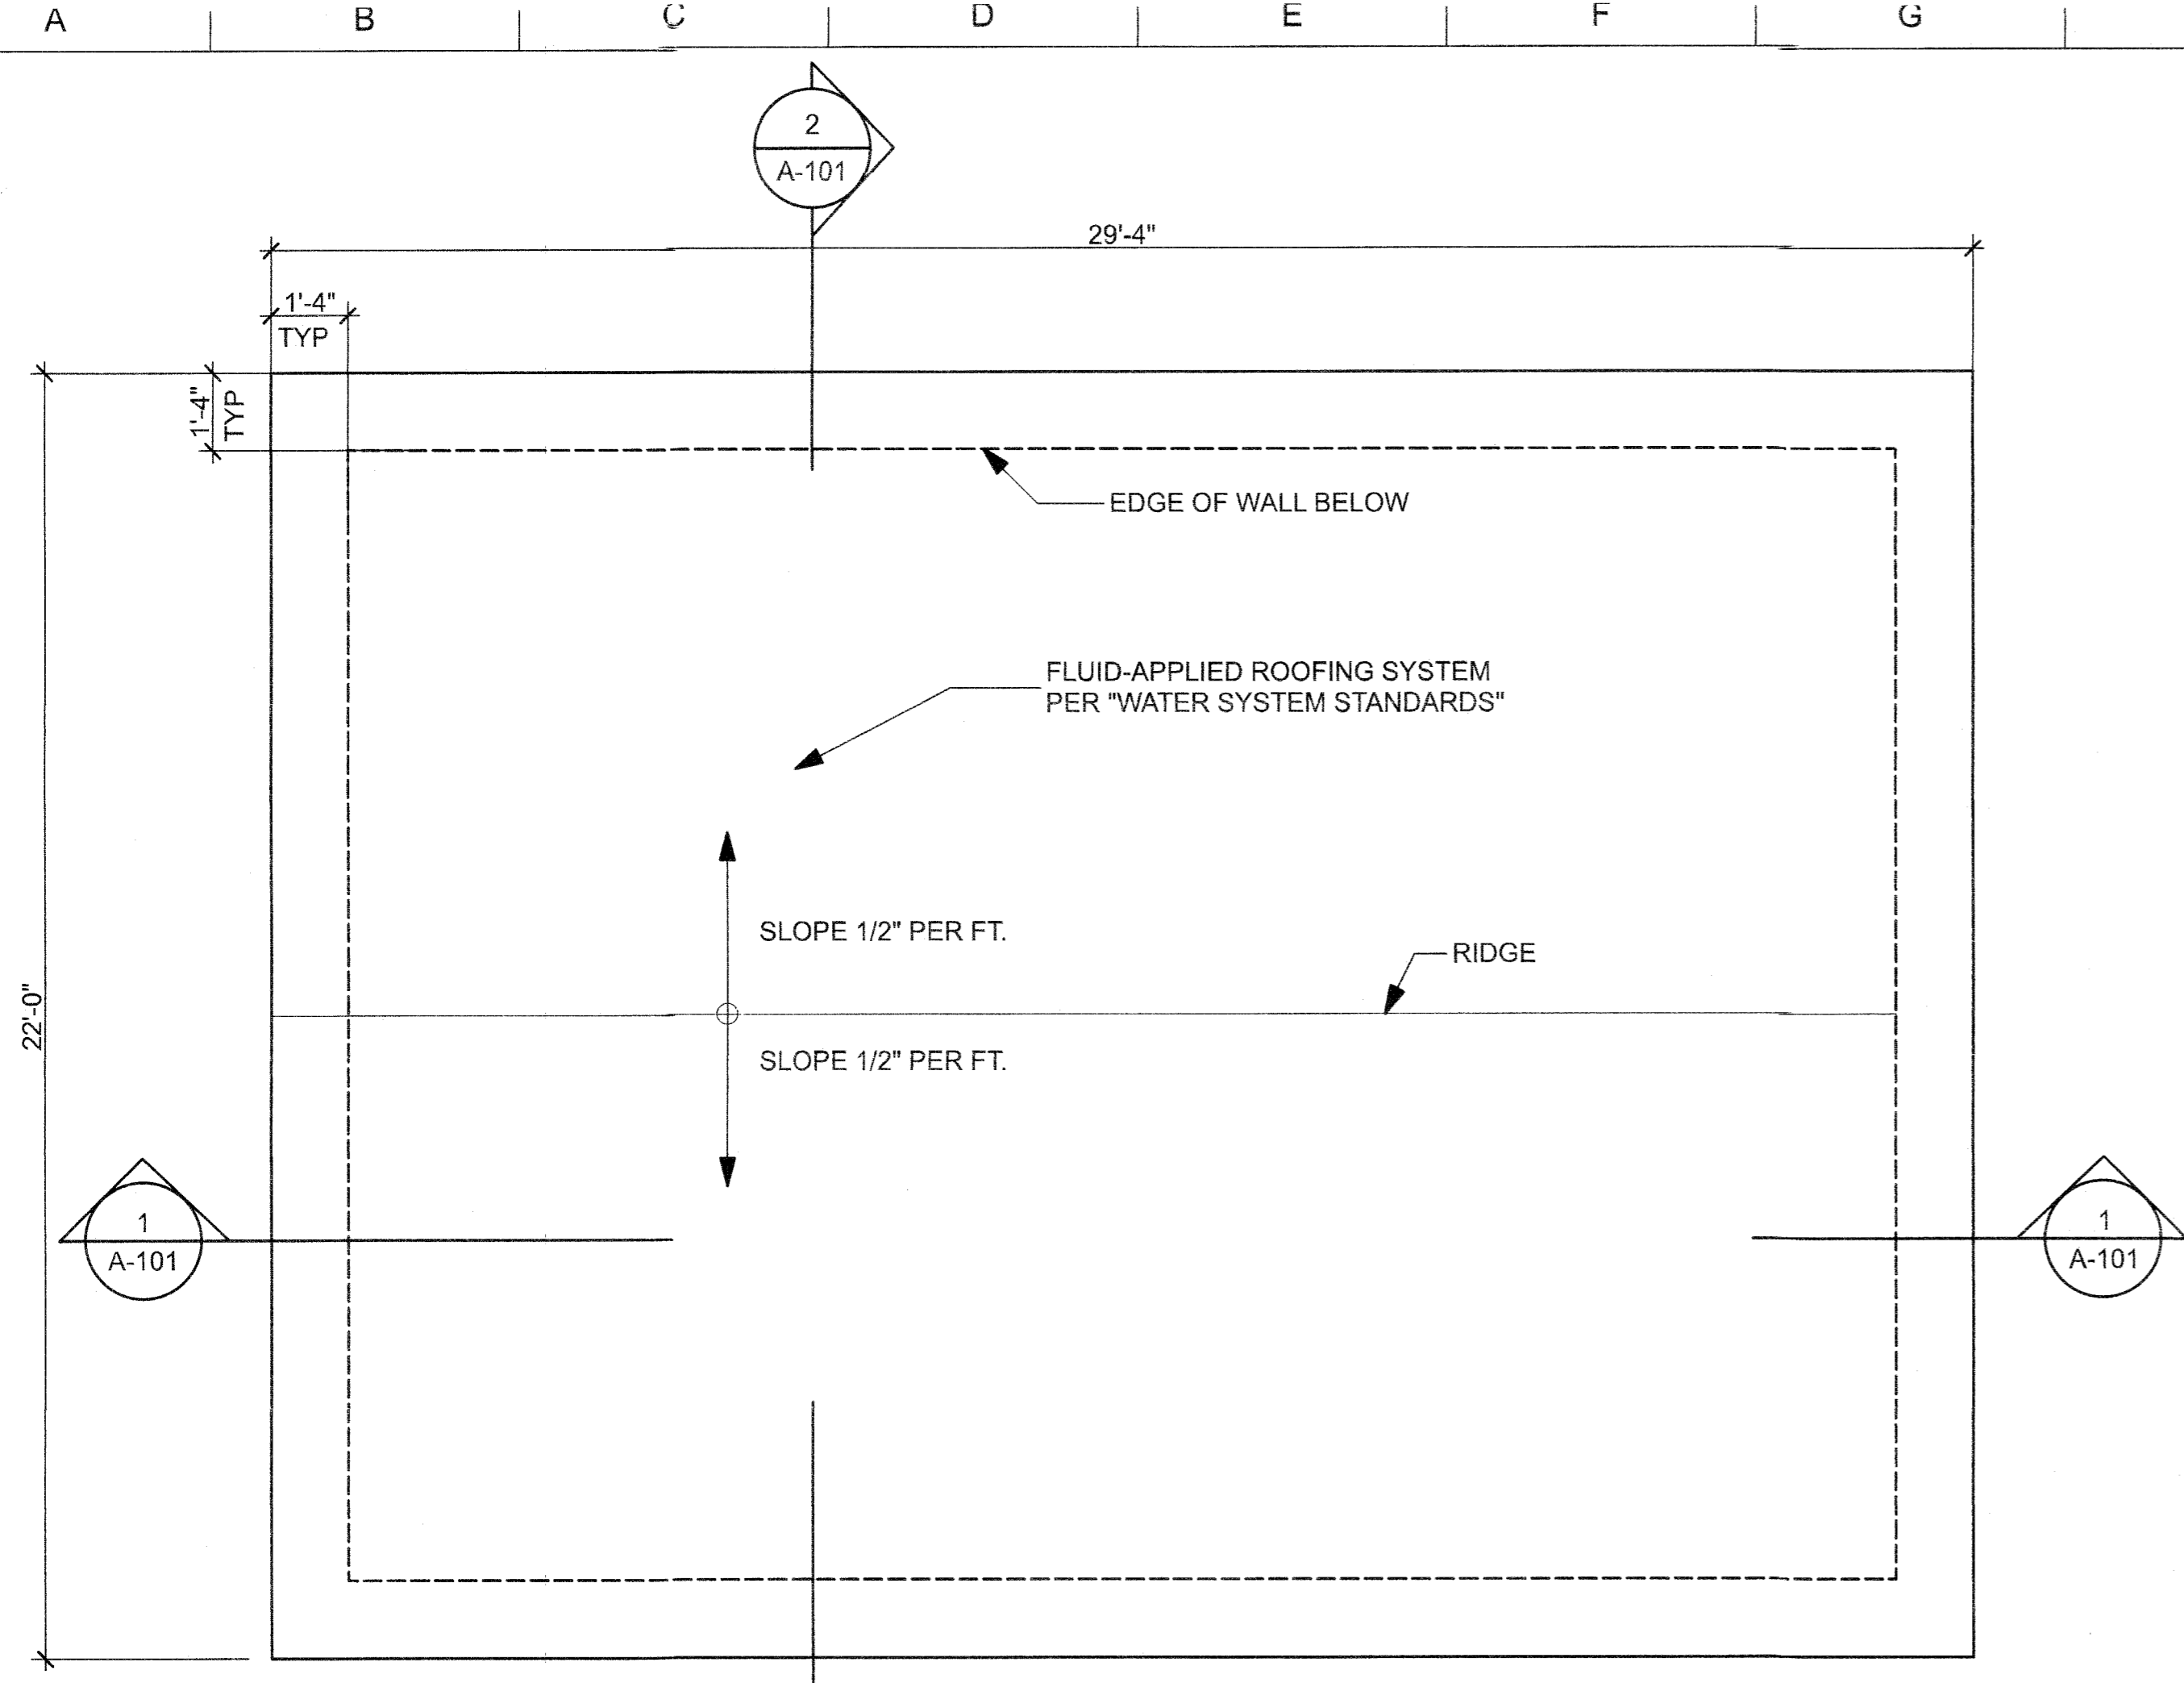 A B C D E F G
2
A-101
29'-4"
1'-4"
TYP
1'-4"
TYP
EDGE OF WALL BELOW
FLUID-APPLIED ROOFING SYSTEM
PER "WATER SYSTEM STANDARDS"
SLOPE 1/2" PER FT.
RIDGE
22'-0"
SLOPE 1/2" PER FT.
1
A-101
1
A-101